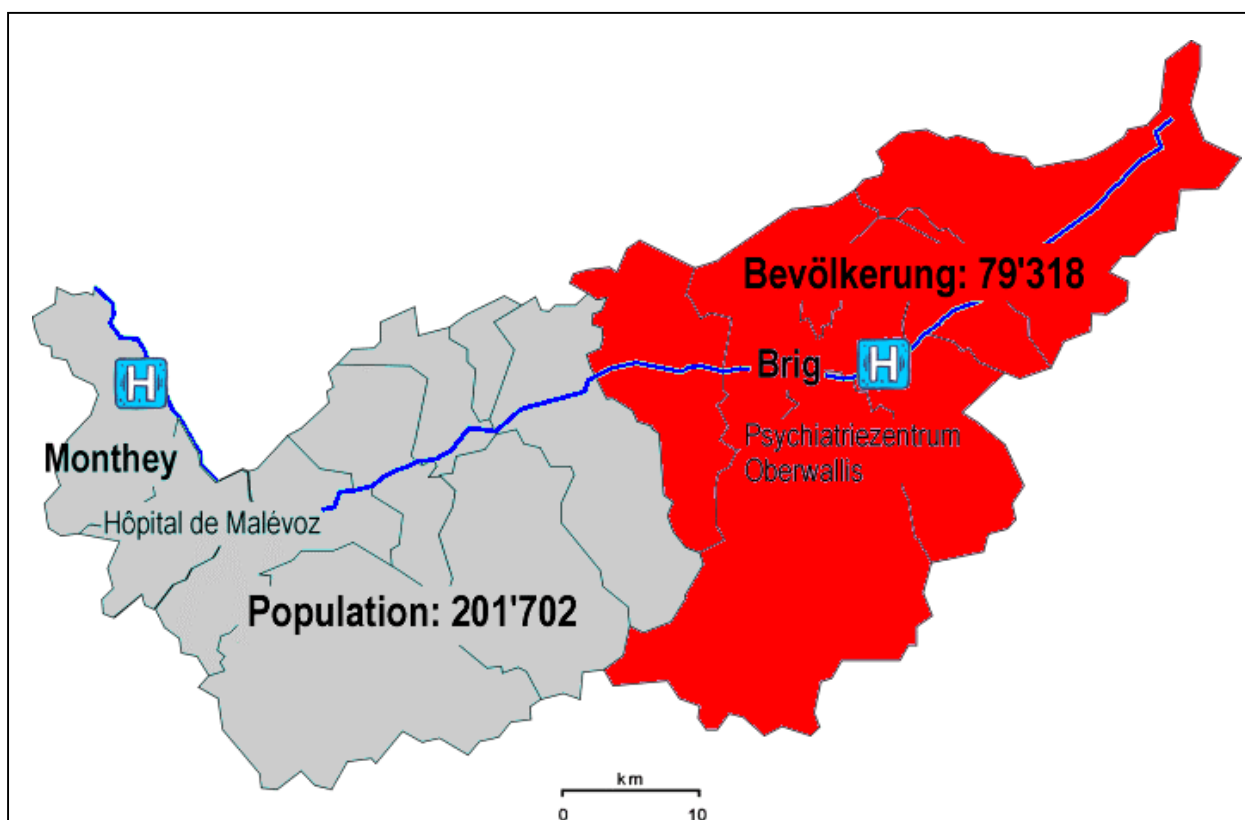 Bevölkerung: 79'318
Brig
H
H
Psychiatriezentrum
Oberwallis
Monthey
Hôpital de Malévoz
Population: 201'702
km
0 10